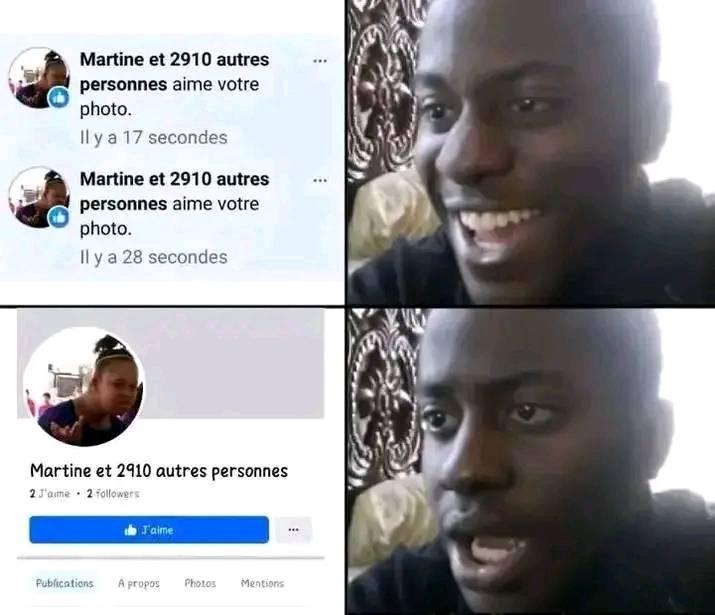 Martine et 2910 autres
personnes aime votre
photo.
Il y a 17 secondes
Martine et 2910 autres
personnes aime votre
photo.
Il y a 28 secondes
Martine et 2910 autres personnes
2 J'aime • 2 followers
J'aime
Publications A propos Photos Mentions